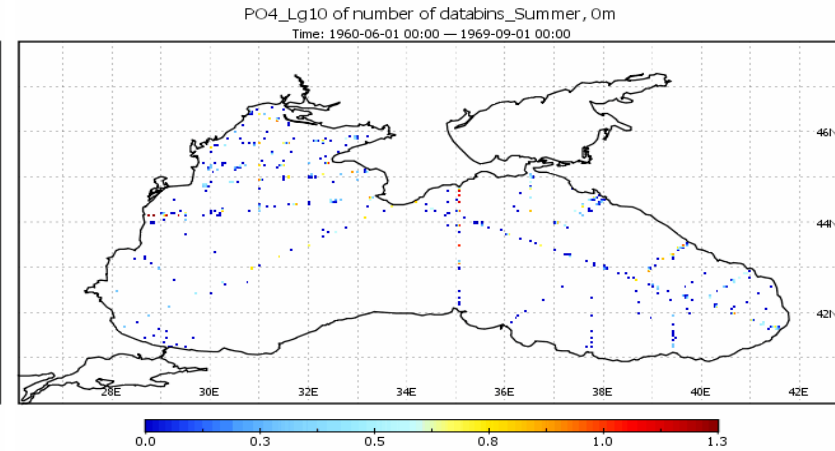 PO4_Lg10 of number of databins_Summer, 0m
Time: 1960-06-01 00:00 — 1969-09-01 00:00
46N
44N
42N
28E 30E 32E 34E 36E 38E 40E 42E
0.0 0.3 0.5 0.8 1.0 1.3